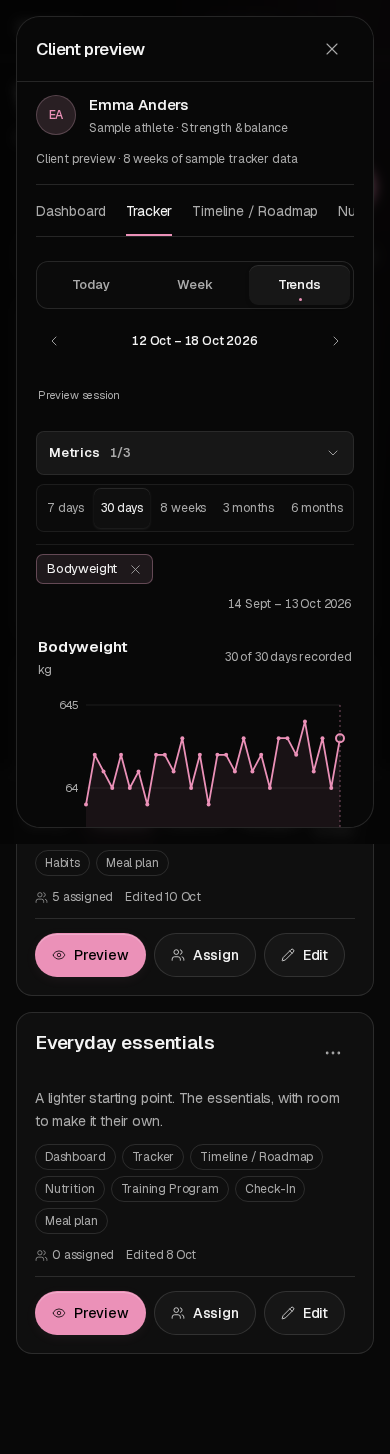 Client preview
EA
Emma Anders
Sample athlete · Strength & balance
Client preview · 8 weeks of sample tracker data
Dashboard Tracker Timeline / Roadmap Nu
Today Week Trends
12 Oct – 18 Oct 2026
Preview session
Metrics 1/3
7 days 30 days 8 weeks 3 months 6 months
Bodyweight
14 Sept – 13 Oct 2026
Bodyweight
30 of 30 days recorded
kg
645
64
Habits Meal plan
5 assigned Edited 10 Oct
Preview Assign Edit
Everyday essentials
A lighter starting point. The essentials, with room
to make it their own.
Dashboard Tracker Timeline / Roadmap
Nutrition Training Program Check-In
Meal plan
0 assigned Edited 8 Oct
Preview Assign Edit